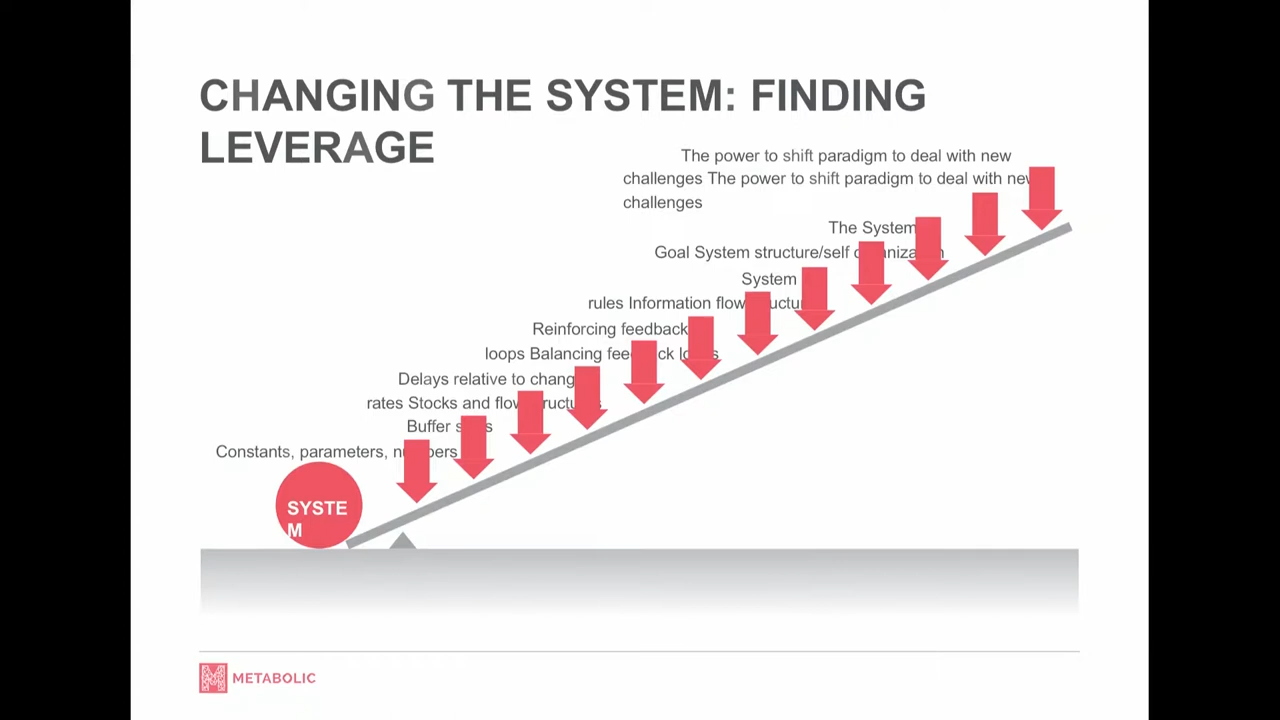 CHANGING THE SYSTEM: FINDING
LEVERAGE
The power to shift paradigm to deal with new
challenges The power to shift paradigm to deal with new
challenges
The System
Goal System structure/self
System
rules Information
Reinforcing feedback
loops Balancing
Delays relative to
rates Stocks and
Buffer
Constants, parameters,
SYSTE
M
METABOLIC